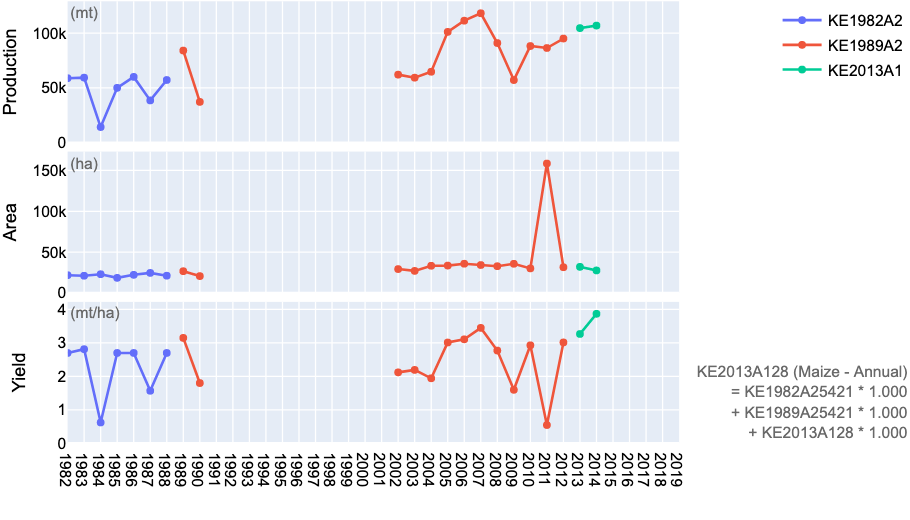 (mt)
Production
100k
50k
0
KE1982A2
KE1989A2
KE2013A1
(ha)
Area
150k
100k
50k
0
(mt/ha)
Yield
4
3
2
1
0
1982
1983
1984
1985
1986
1987
1988
1989
1990
1991
1992
1993
1994
1995
1996
1997
1998
1999
2000
2001
2002
2003
2004
2005
2006
2007
2008
2009
2010
2011
2012
2013
2014
2015
2016
2017
2018
2019
KE2013A128 (Maize - Annual)
= KE1982A25421 * 1.000
+ KE1989A25421 * 1.000
+ KE2013A128 * 1.000